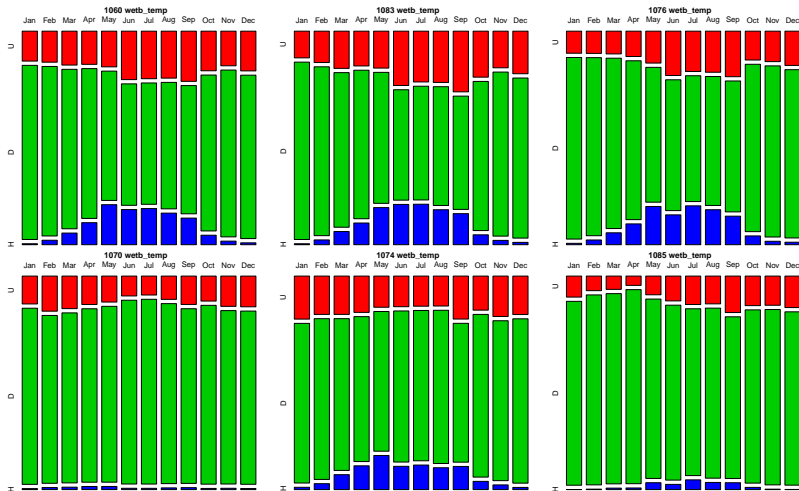 1060 wetb_temp
Jan Feb Mar Apr May Jun Jul Aug Sep Oct Nov Dec
U
D
H
1083 wetb_temp
Jan Feb Mar Apr May Jun Jul Aug Sep Oct Nov Dec
U
D
H
1076 wetb_temp
Jan Feb Mar Apr May Jun Jul Aug Sep Oct Nov Dec
U
D
H
1070 wetb_temp
Jan Feb Mar Apr May Jun Jul Aug Sep Oct Nov Dec
U
D
H
1074 wetb_temp
Jan Feb Mar Apr May Jun Jul Aug Sep Oct Nov Dec
U
D
H
1085 wetb_temp
Jan Feb Mar Apr May Jun Jul Aug Sep Oct Nov Dec
U
D
H